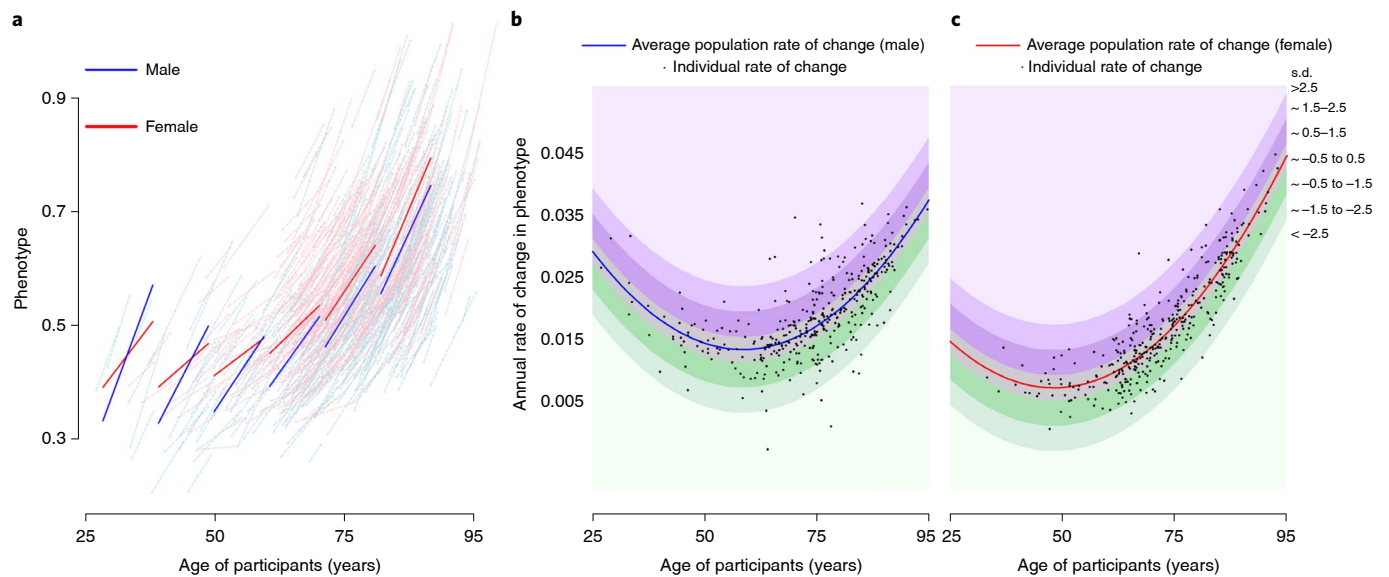 a
Male
Female
Phenotype
0.9
0.7
0.5
0.3
25
50
75
95
Age of participants (years)
b
Average population rate of change (male)
Individual rate of change
Annual rate of change in phenotype
0.045
0.035
0.025
0.015
0.005
25
50
75
95
Age of participants (years)
c
Average population rate of change (female)
Individual rate of change
s.d.
>2.5
~ 1.5–2.5
~ 0.5–1.5
~ –0.5 to 0.5
~ –0.5 to –1.5
~ –1.5 to –2.5
< –2.5
25
50
75
95
Age of participants (years)